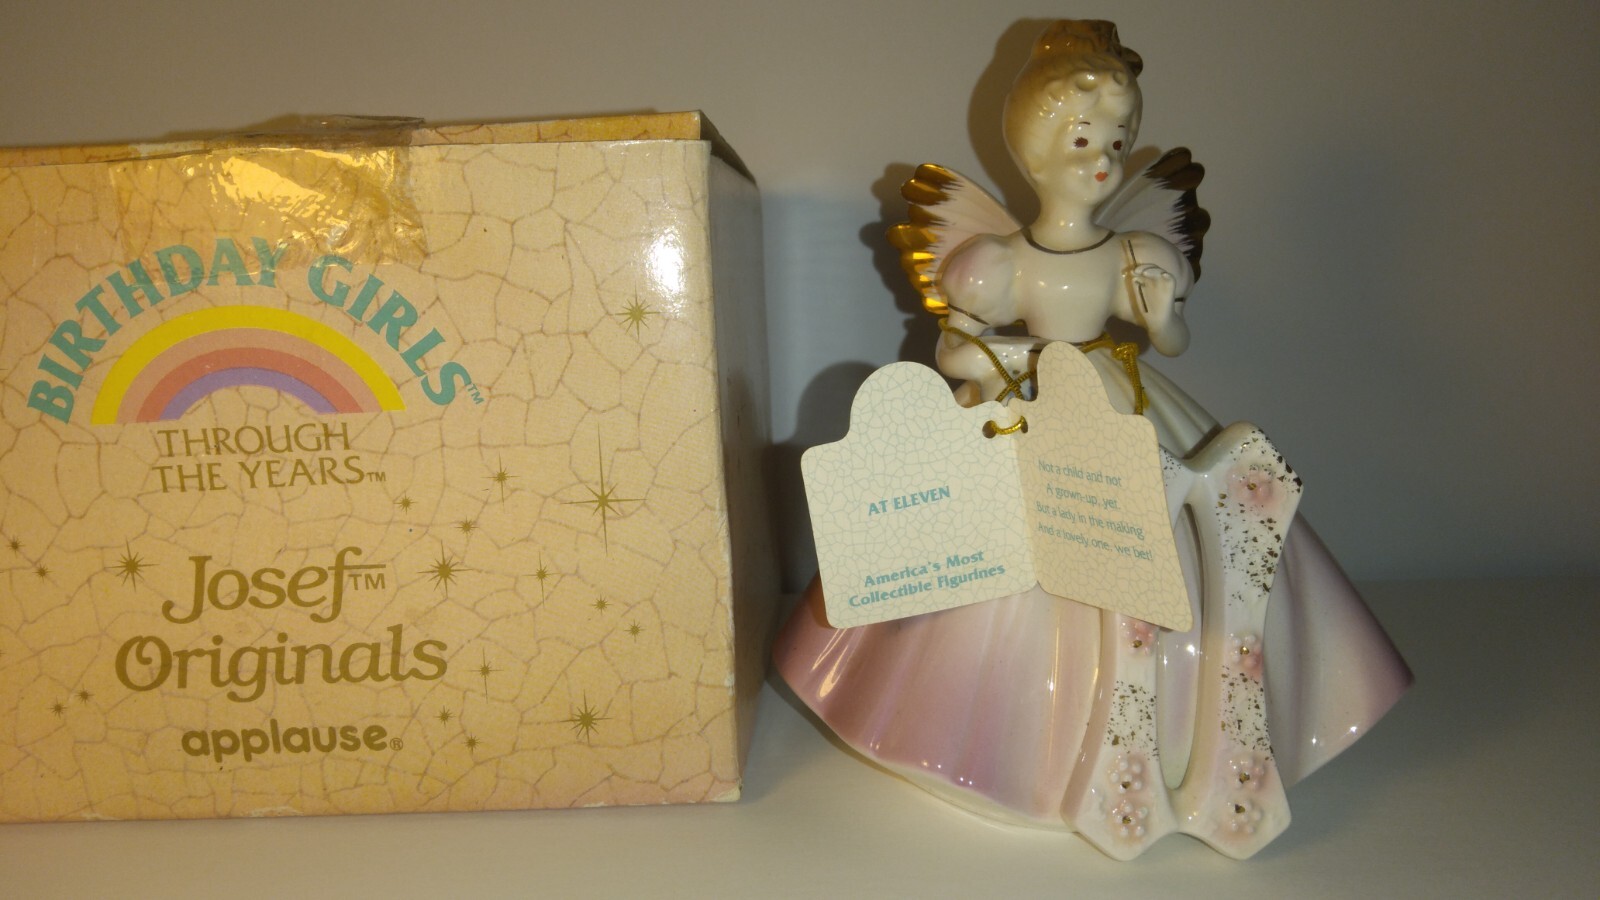 BIRTHDAY GIRLS™
THROUGH
THE YEARS™
Josef™
Originals
applause®
AT ELEVEN
America's Most
Collectible Figurines
Not a child and not
A grown-up, yet
But a lady in the making
And a lovely one, we bet!